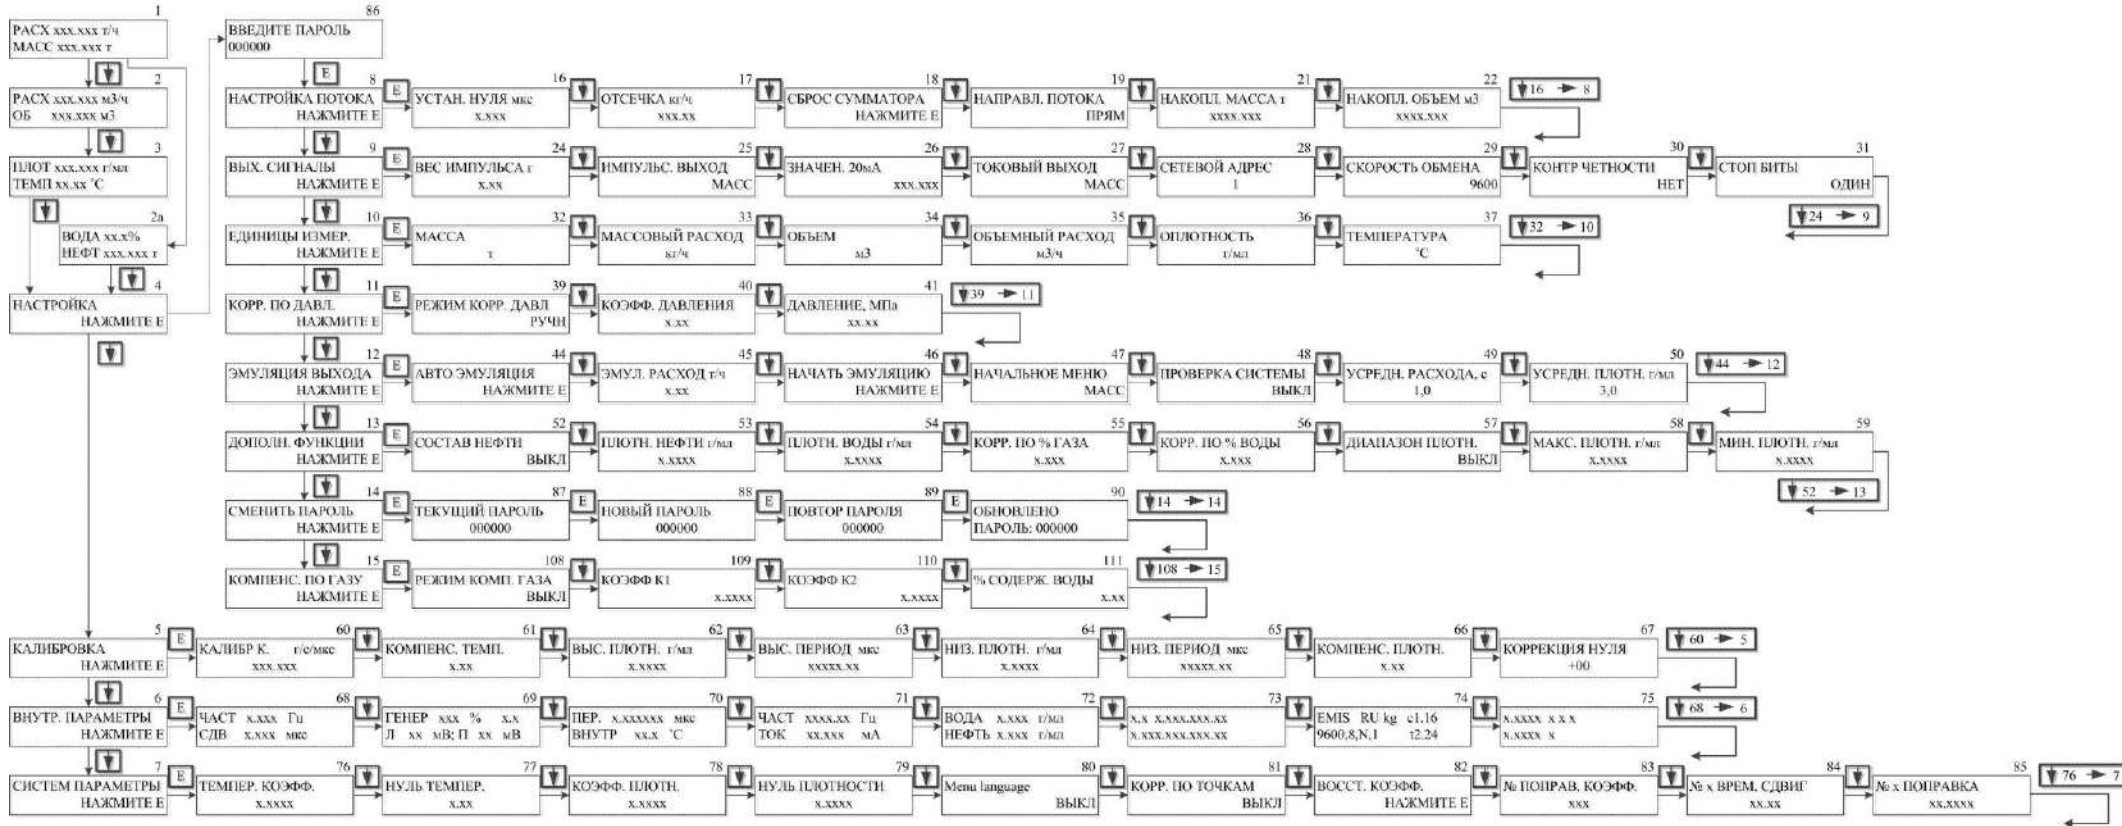 1
РАСХ xxx.xxx т/ч
МАСС xxx.xxx т
86
ВВЕДИТЕ ПАРОЛЬ
000000
E
2
РАСХ xxx.xxx м3/ч
ОБ xxx.xxx м3
8
НАСТРОЙКА ПОТОКА
НАЖМИТЕ E
E
16
УСТАН. НУЛЯ мкс
x.xxx
17
ОТСЕЧКА кг/ч
xxx.xx
18
СБРОС СУММАТОРА
НАЖМИТЕ E
19
НАПРАВЛ. ПОТОКА
ПРЯМ
21
НАКОПЛ. МАССА т
xxxx.xxx
22
НАКОПЛ. ОБЪЕМ м3
xxxx.xxx
16 8
3
ПЛОТ xxx.xxx г/мл
ТЕМП xx.xx °C
9
ВЫХ. СИГНАЛЫ
НАЖМИТЕ E
E
24
ВЕС ИМПУЛЬСА г
x.xx
25
ИМПУЛЬС. ВЫХОД
МАСС
26
ЗНАЧЕН. 20мА
xxx.xxx
27
ТОКОВЫЙ ВЫХОД
МАСС
28
СЕТЕВОЙ АДРЕС
1
29
СКОРОСТЬ ОБМЕНА
9600
30
КОНТР ЧЕТНОСТИ
НЕТ
31
СТОП БИТЫ
ОДИН
24 9
2а
ВОДА xx.x%
НЕФТ xxx.xxx т
10
ЕДИНИЦЫ ИЗМЕР.
НАЖМИТЕ E
E
32
МАССА
т
33
МАССОВЫЙ РАСХОД
кг/ч
34
ОБЪЕМ
м3
35
ОБЪЕМНЫЙ РАСХОД
м3/ч
36
ОПЛОТНОСТЬ
г/мл
37
ТЕМПЕРАТУРА
°C
32 10
4
НАСТРОЙКА
НАЖМИТЕ E
11
КОРР. ПО ДАВЛ.
НАЖМИТЕ E
E
39
РЕЖИМ КОРР. ДАВЛ
РУЧН
40
КОЭФФ. ДАВЛЕНИЯ
x.xx
41
ДАВЛЕНИЕ, МПа
xx.xx
39 11
12
ЭМУЛЯЦИЯ ВЫХОДА
НАЖМИТЕ E
E
44
АВТО ЭМУЛЯЦИЯ
НАЖМИТЕ E
45
ЭМУЛ. РАСХОД т/ч
x.xx
46
НАЧАТЬ ЭМУЛЯЦИЮ
НАЖМИТЕ E
47
НАЧАЛЬНОЕ МЕНЮ
МАСС
48
ПРОВЕРКА СИСТЕМЫ
ВЫКЛ
49
УСРЕДН. РАСХОДА, с
1,0
50
УСРЕДН. ПЛОТН. г/мл
3,0
44 12
13
ДОПОЛН. ФУНКЦИИ
НАЖМИТЕ E
E
52
СОСТАВ НЕФТИ
ВЫКЛ
53
ПЛОТН. НЕФТИ г/мл
x.xxxx
54
ПЛОТН. ВОДЫ г/мл
x.xxxx
55
КОРР. ПО % ГАЗА
x.xxx
56
КОРР. ПО % ВОДЫ
x.xxx
57
ДИАПАЗОН ПЛОТН.
ВЫКЛ
58
МАКС. ПЛОТН. г/мл
x.xxxx
59
МИН. ПЛОТН. г/мл
x.xxxx
52 13
14
СМЕНИТЬ ПАРОЛЬ
НАЖМИТЕ E
E
87
ТЕКУЩИЙ ПАРОЛЬ
000000
E
88
НОВЫЙ ПАРОЛЬ
000000
E
89
ПОВТОР ПАРОЛЯ
000000
E
90
ОБНОВЛЕНО
ПАРОЛЬ: 000000
14 14
15
КОМПЕНС. ПО ГАЗУ
НАЖМИТЕ E
E
108
РЕЖИМ КОМП. ГАЗА
ВЫКЛ
109
КОЭФФ К1
x.xxxx
110
КОЭФФ К2
x.xxxx
111
% СОДЕРЖ. ВОДЫ
x.xx
108 15
5
КАЛИБРОВКА
НАЖМИТЕ E
E
60
КАЛИБР К. г/с/мкс
xxx.xxx
61
КОМПЕНС. ТЕМП.
x.xx
62
ВЫС. ПЛОТН. г/мл
x.xxxx
63
ВЫС. ПЕРИОД мкс
xxxxx.xx
64
НИЗ. ПЛОТН. г/мл
x.xxxx
65
НИЗ. ПЕРИОД мкс
xxxxx.xx
66
КОМПЕНС. ПЛОТН.
x.xx
67
КОРРЕКЦИЯ НУЛЯ
+00
60 5
6
ВНУТР. ПАРАМЕТРЫ
НАЖМИТЕ E
E
68
ЧАСТ x.xxx Гц
СДВ x.xxx мкс
69
ГЕНЕР xxx % x.x
Л xx мВ; П xx мВ
70
ПЕР. x.xxxxxx мкс
ВНУТР xx.x °C
71
ЧАСТ xxxx.xx Гц
ТОК xx.xxx мА
72
ВОДА x.xxx г/мл
НЕФТЬ x.xxx г/мл
73
x.x x.xxx.xxx.xx
x.xxx.xxx.xxx.xx
74
EMIS RU kg c1.16
9600,8,N,1 т2.24
75
x.xxxx x x x
x.xxxx x
68 6
7
СИСТЕМ ПАРАМЕТРЫ
НАЖМИТЕ E
E
76
ТЕМПЕР. КОЭФФ.
x.xxxx
77
НУЛЬ ТЕМПЕР.
x.xx
78
КОЭФФ. ПЛОТН.
x.xxxx
79
НУЛЬ ПЛОТНОСТИ
x.xxxx
80
Menu language
ВЫКЛ
81
КОРР. ПО ТОЧКАМ
ВЫКЛ
82
ВОССТ. КОЭФФ.
НАЖМИТЕ E
83
№ ПОПРАВ. КОЭФФ.
xxx
84
№ x ВРЕМ. СДВИГ
xx.xx
85
№ x ПОПРАВКА
xx.xxxx
76 7